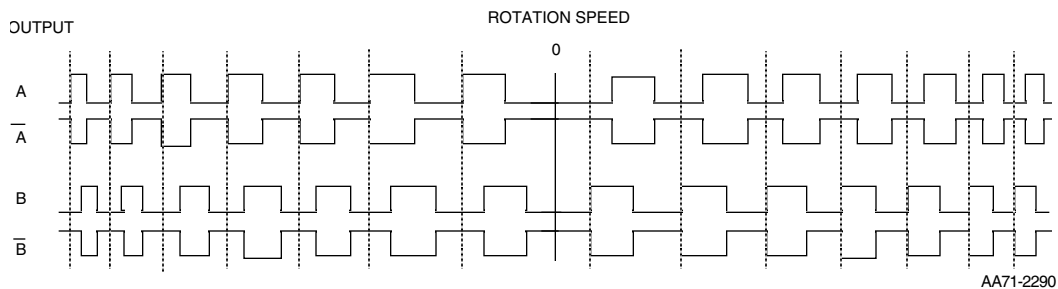 ROTATION SPEED
OUTPUT
0
A
A̅
B
B̅
AA71-2290